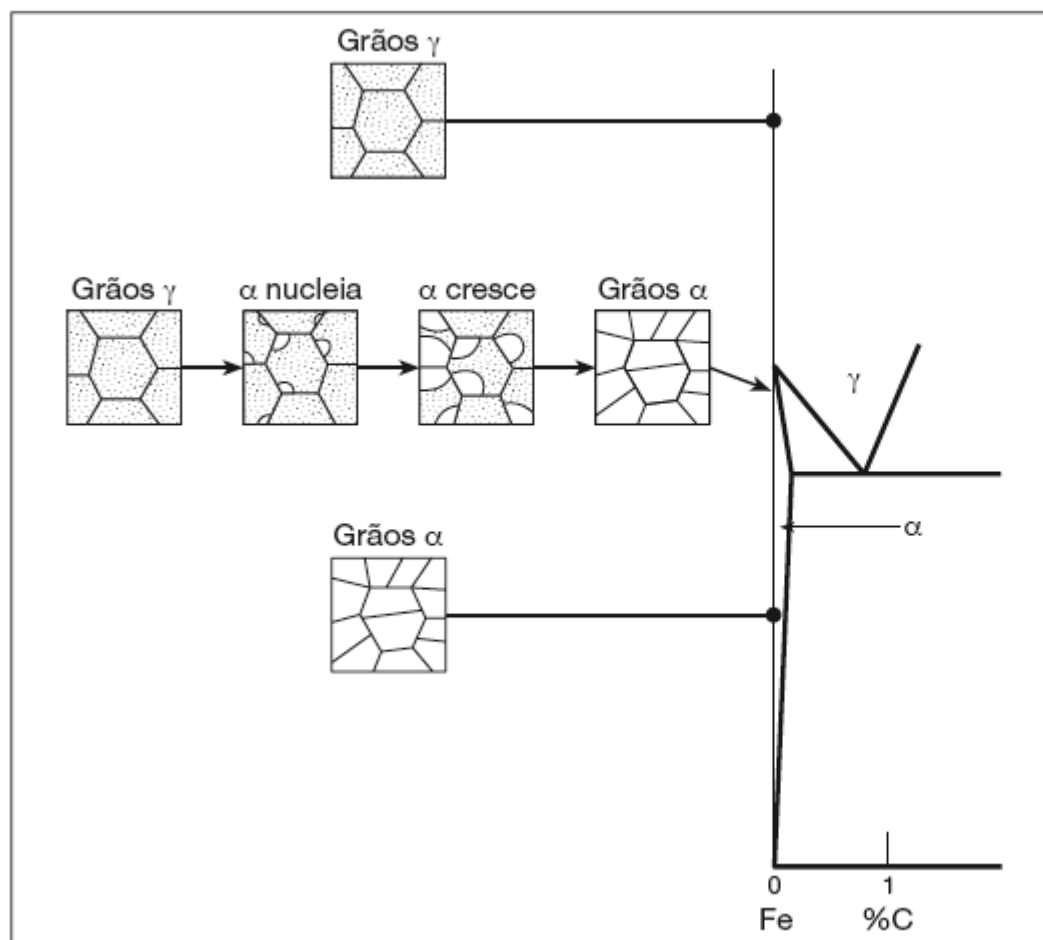 Grãos γ
Grãos γ
α nucleia
α cresce
Grãos α
γ
Grãos α
α
0
1
Fe
%C